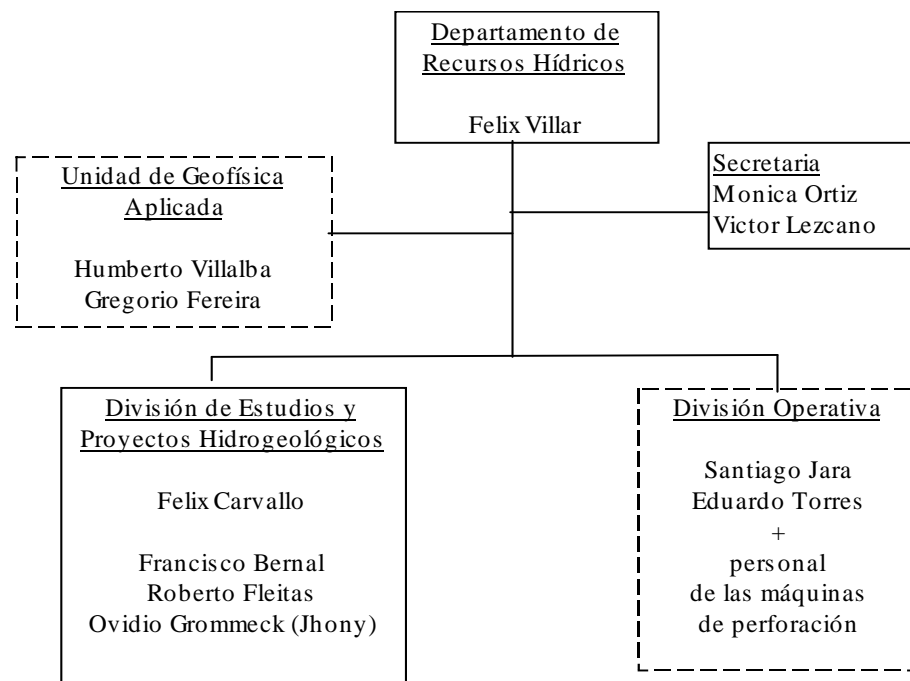 Departamento de
Recursos Hídricos
Felix Villar
Unidad de Geofísica
Aplicada
Humberto Villalba
Gregorio Fereira
Secretaria
Monica Ortiz
Victor Lezcano
División de Estudios y
Proyectos Hidrogeológicos
Felix Carvallo
Francisco Bernal
Roberto Fleitas
Ovidio Grommeck (Jhony)
División Operativa
Santiago Jara
Eduardo Torres
+
personal
de las máquinas
de perforación